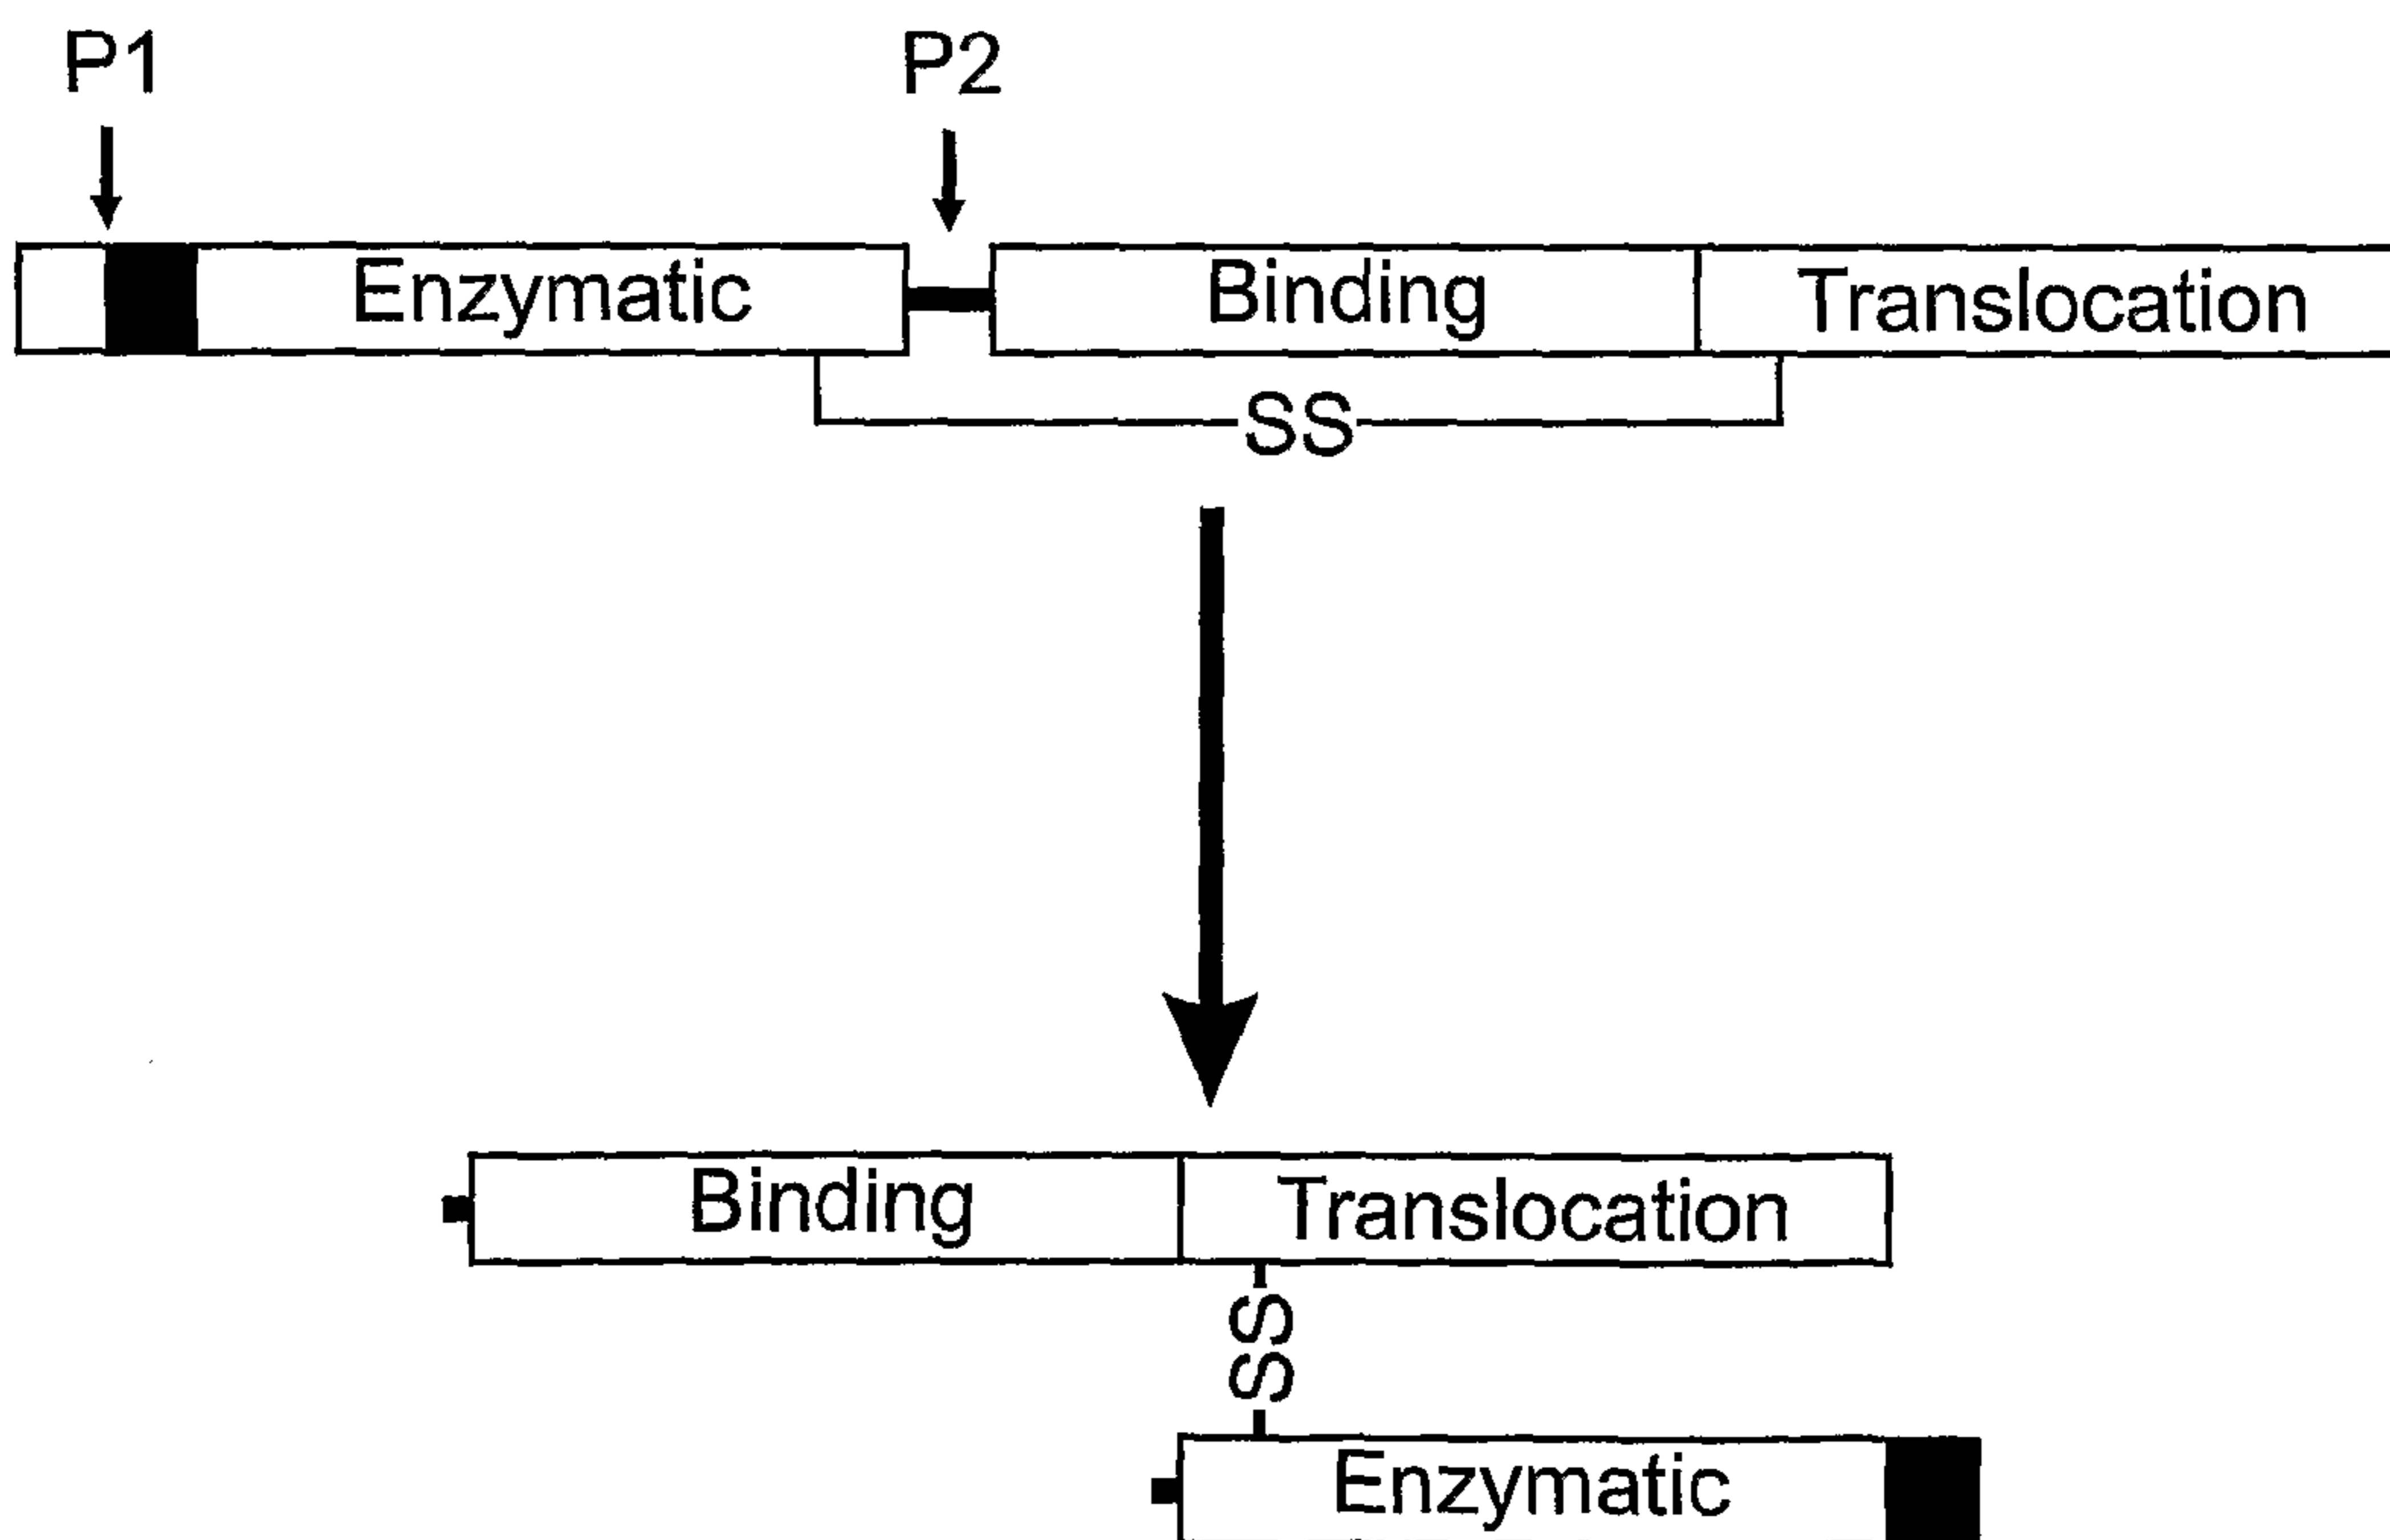 P1 P2
Enzymatic Binding Translocation
SS
Binding Translocation
SS
Enzymatic